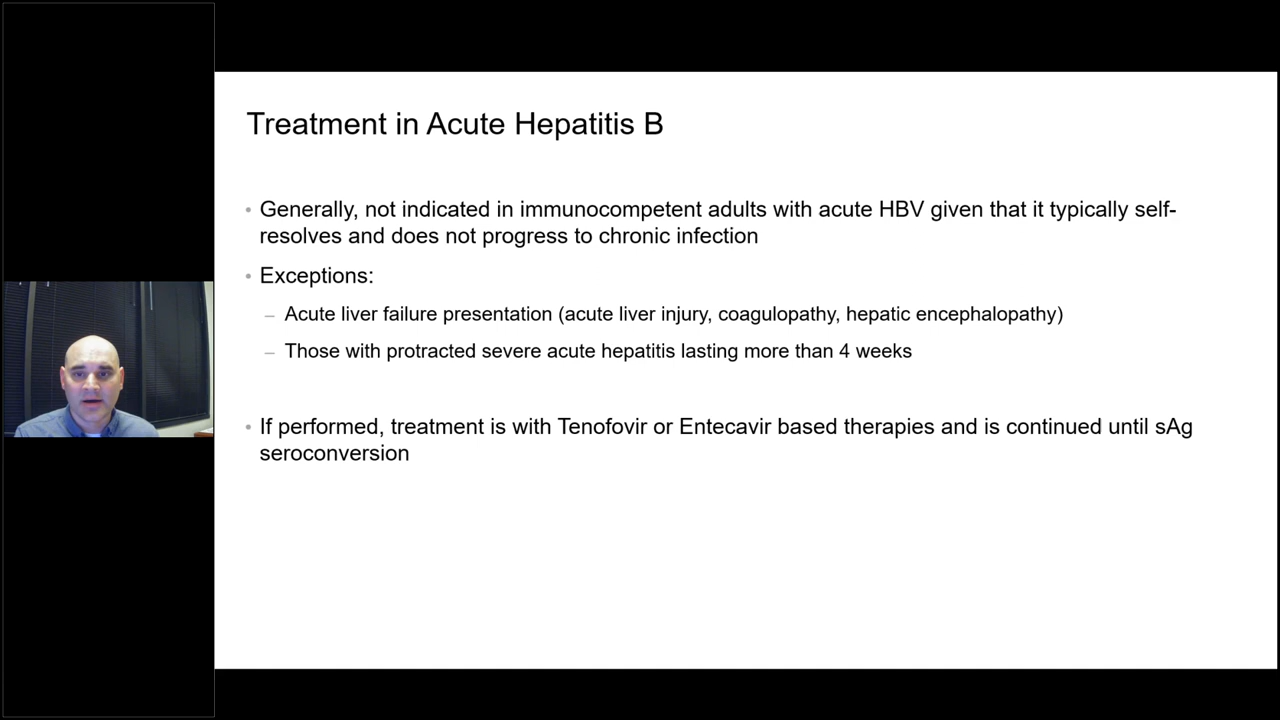 Treatment in Acute Hepatitis B
• Generally, not indicated in immunocompetent adults with acute HBV given that it typically self-
resolves and does not progress to chronic infection
• Exceptions:
– Acute liver failure presentation (acute liver injury, coagulopathy, hepatic encephalopathy)
– Those with protracted severe acute hepatitis lasting more than 4 weeks
• If performed, treatment is with Tenofovir or Entecavir based therapies and is continued until sAg
seroconversion